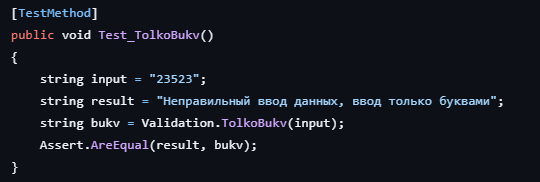 [TestMethod]
public void Test_TolkoBukv()
{
string input = "23523";
string result = "Неправильный ввод данных, ввод только буквами";
string bukv = Validation.TolkoBukv(input);
Assert.AreEqual(result, bukv);
}